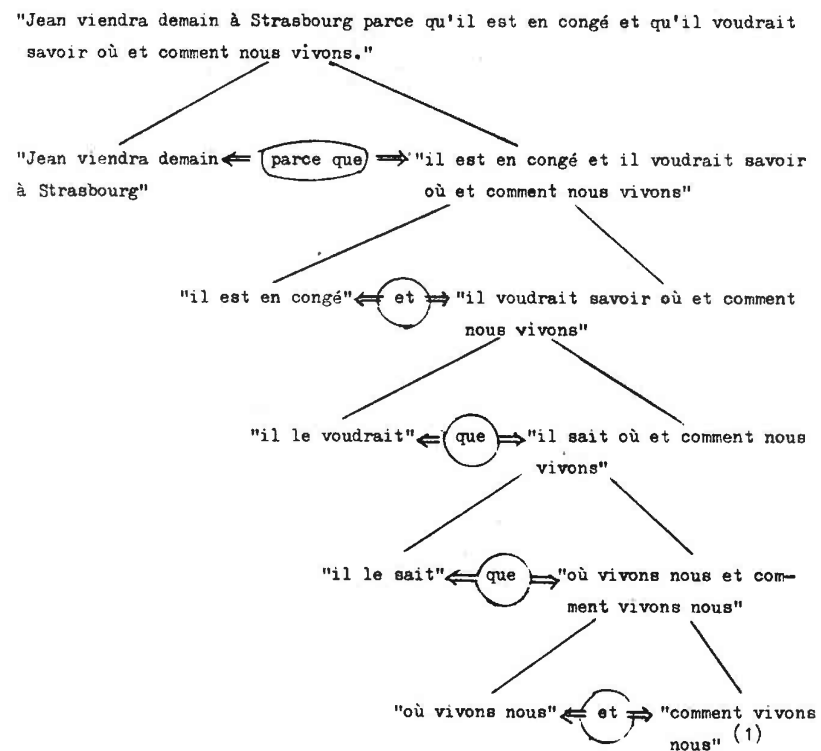 "Jean viendra demain à Strasbourg parce qu'il est en congé et qu'il voudrait
savoir où et comment nous vivons."
"Jean viendra demain ⇐ parce que ⇒ "il est en congé et il voudrait savoir
à Strasbourg" où et comment nous vivons"
"il est en congé" ⇐ et ⇒ "il voudrait savoir où et comment
nous vivons"
"il le voudrait" ⇐ que ⇒ "il sait où et comment nous
vivons"
"il le sait" ⇐ que ⇒ "où vivons nous et com-
ment vivons nous"
"où vivons nous" ⇐ et ⇒ "comment vivons
nous" (1)